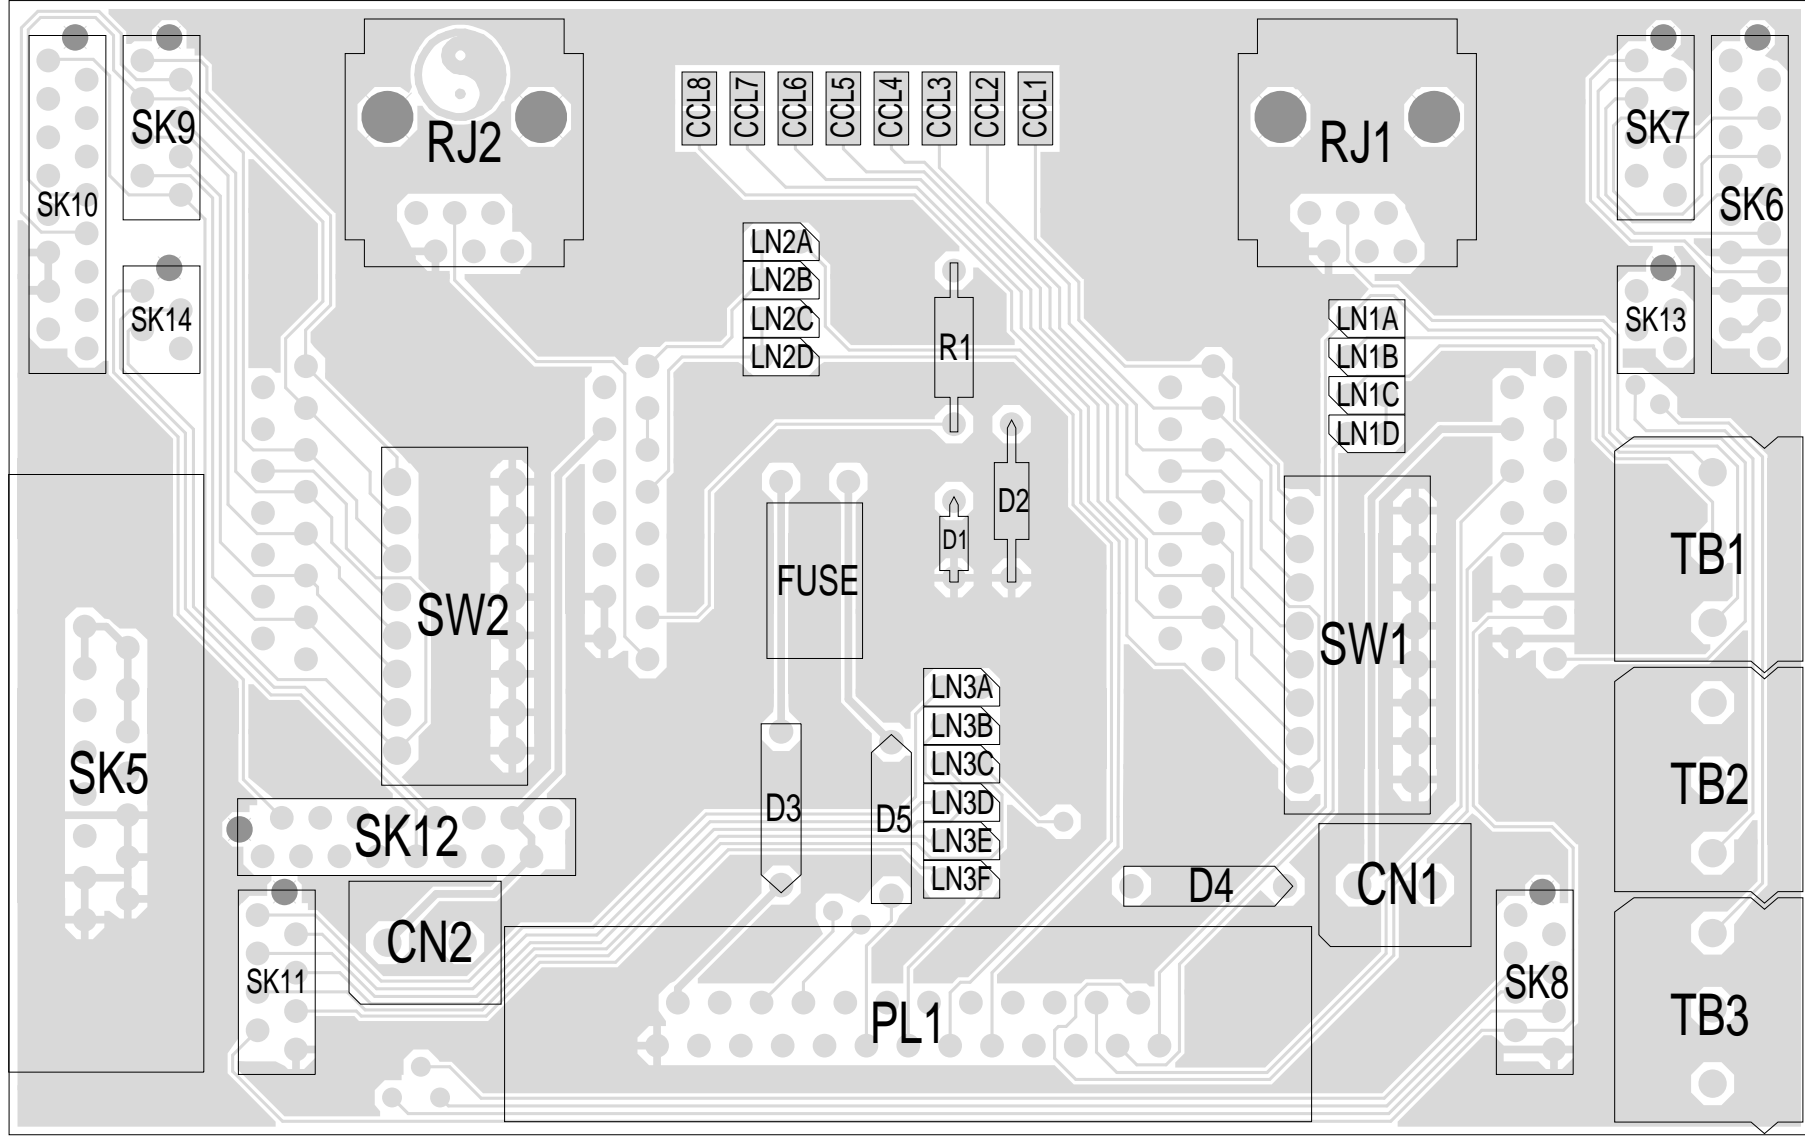 CCL8 CCL7 CCL6 CCL5 CCL4 CCL3 CCL2 CCL1
SK9
RJ2
RJ1
SK7
SK10
SK6
LN2A
LN2B
LN2C
LN2D
SK14
R1
LN1A
LN1B
LN1C
LN1D
SK13
D2
D1
FUSE
TB1
SW2
SW1
LN3A
LN3B
LN3C
LN3D
LN3E
LN3F
SK5
TB2
D3
D5
SK12
D4
CN1
CN2
SK11
SK8
PL1
TB3